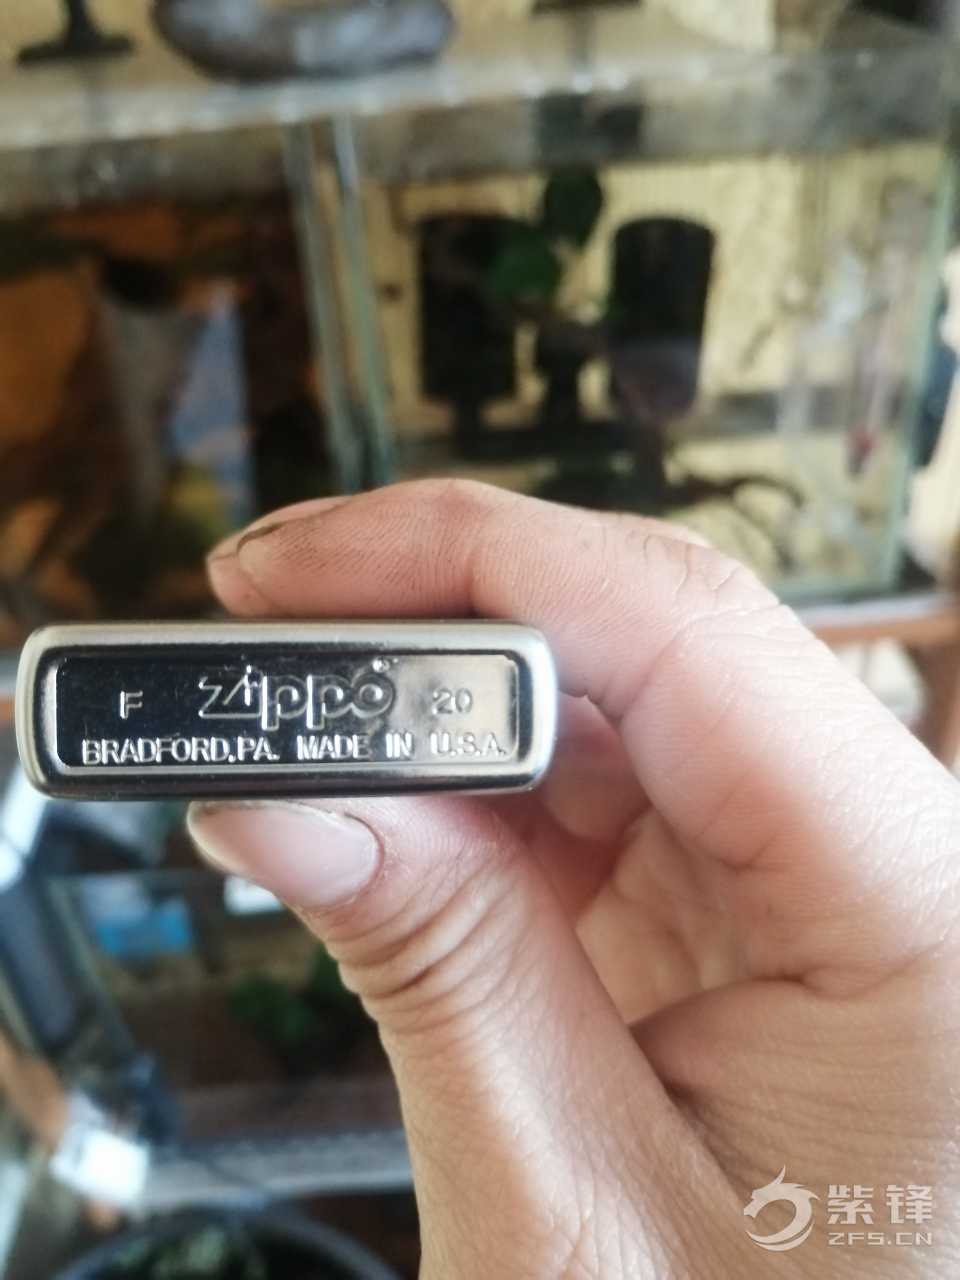 F Zippo® 20
BRADFORD,PA. MADE IN U.S.A.
紫锋
ZFS.CN